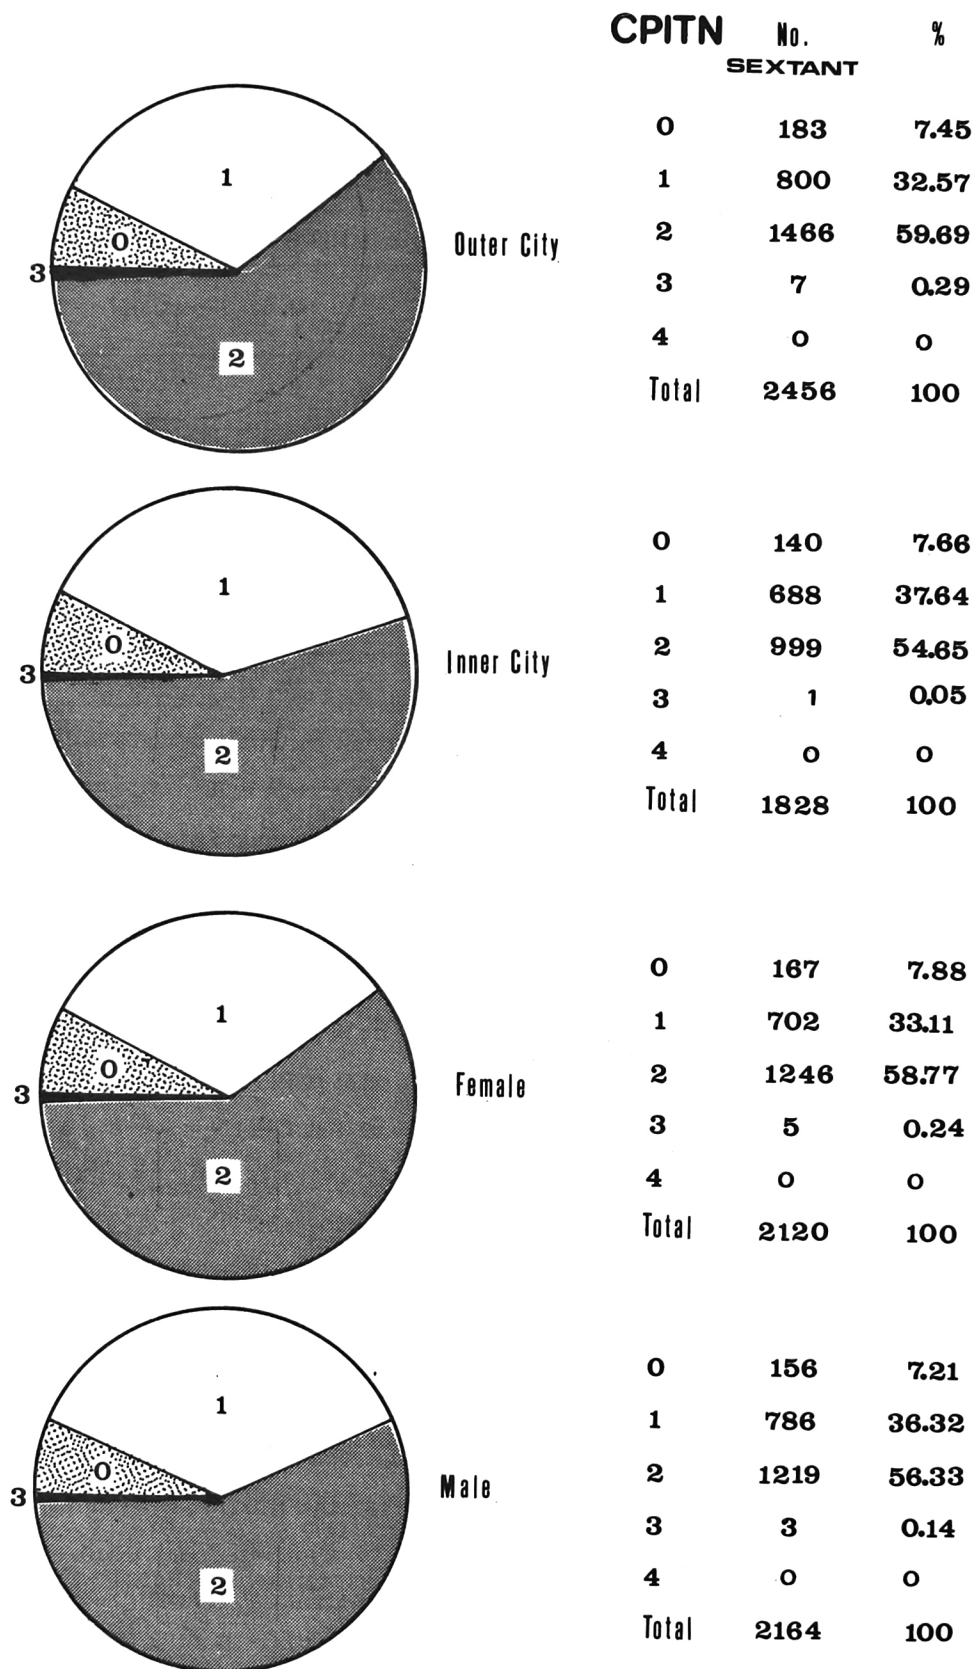 CPITN No. %
SEXTANT
0 183 7.45
1
1 800 32.57
0 Outer City 2 1466 59.69
3 3 7 0.29
2 4 0 0
Total 2456 100
0 140 7.66
1 1 688 37.64
0 Inner City 2 999 54.65
3 3 1 0.05
2 4 0 0
Total 1828 100
0 167 7.88
1 1 702 33.11
0 Female 2 1246 58.77
3 3 5 0.24
2 4 0 0
Total 2120 100
0 156 7.21
1 1 786 36.32
0 Male 2 1219 56.33
3 3 3 0.14
2 4 0 0
Total 2164 100